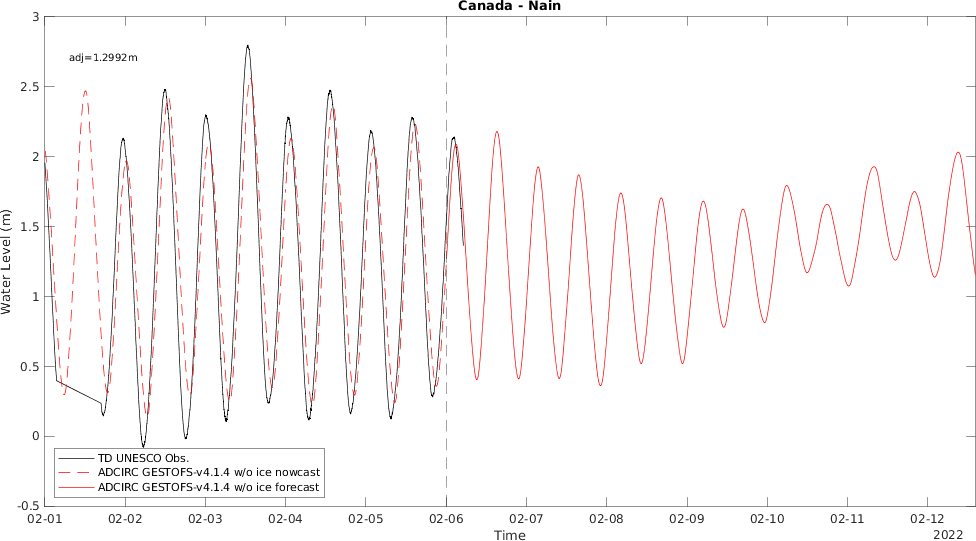 Canada - Nain
adj=1.2992m
3
2.5
2
1.5
1
0.5
0
-0.5
Water Level (m)
TD UNESCO Obs.
ADCIRC GESTOFS-v4.1.4 w/o ice nowcast
ADCIRC GESTOFS-v4.1.4 w/o ice forecast
02-01 02-02 02-03 02-04 02-05 02-06 02-07 02-08 02-09 02-10 02-11 02-12
Time
2022